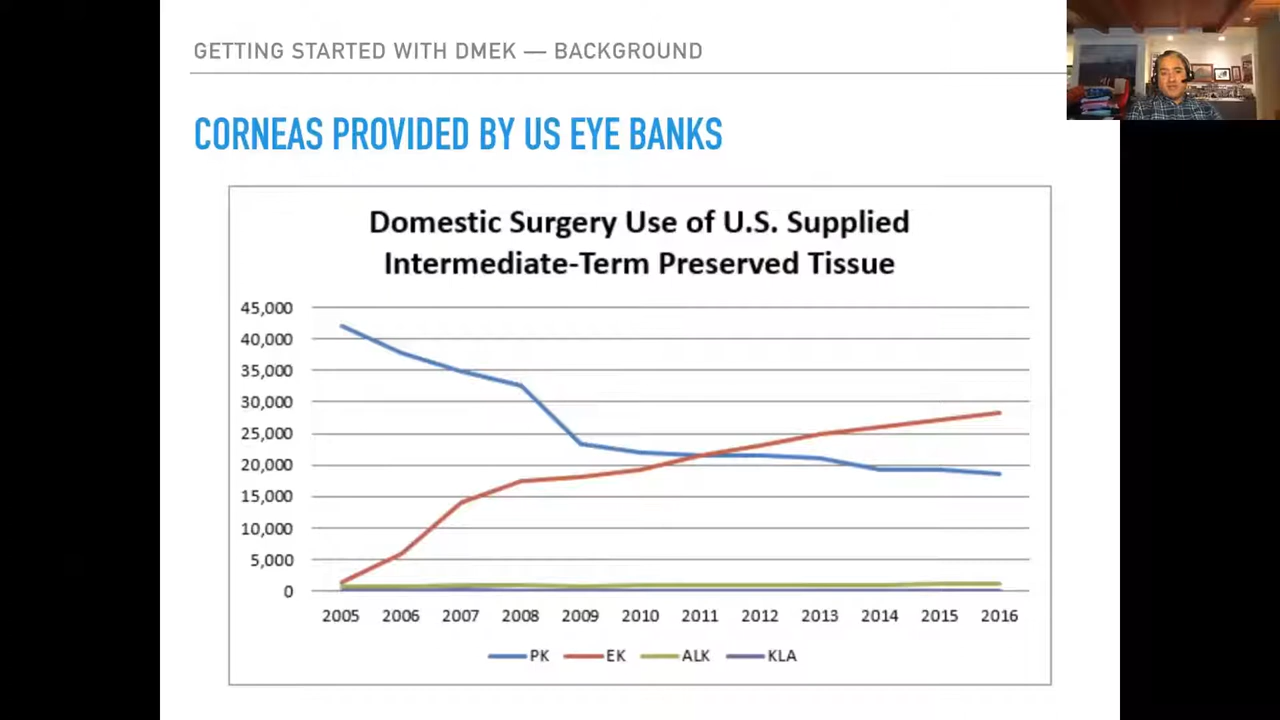 GETTING STARTED WITH DMEK — BACKGROUND
CORNEAS PROVIDED BY US EYE BANKS
Domestic Surgery Use of U.S. Supplied
Intermediate-Term Preserved Tissue
45,000
40,000
35,000
30,000
25,000
20,000
15,000
10,000
5,000
0
2005 2006 2007 2008 2009 2010 2011 2012 2013 2014 2015 2016
PK EK ALK KLA